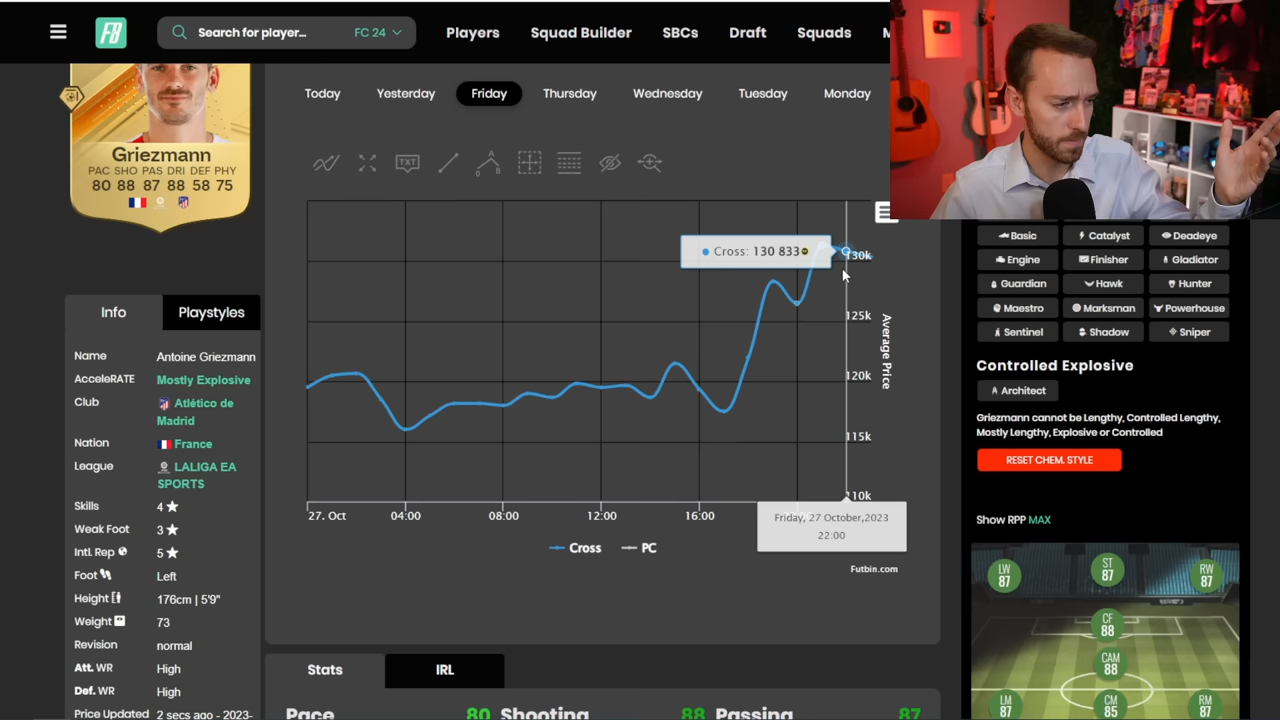 FB
Search for player...
FC 24
Players
Squad Builder
SBCs
Draft
Squads
Griezmann
PAC SHO PAS DRI DEF PHY
80 88 87 88 58 75
Info
Playstyles
Name
Antoine Griezmann
AcceleRATE
Mostly Explosive
Club
Atlético de
Madrid
Nation
France
League
LALIGA EA
SPORTS
Skills
4
Weak Foot
3
Intl. Rep
5
Foot
Left
Height
176cm | 5'9"
Weight
73
Revision
normal
Att. WR
High
Def. WR
High
Price Updated
2 secs ago - 2023-
Today
Yesterday
Friday
Thursday
Wednesday
Tuesday
Monday
TXT
Cross: 130 833
130k
125k
120k
115k
110k
Average Price
27. Oct
04:00
08:00
12:00
16:00
Friday, 27 October,2023
22:00
Cross
PC
Futbin.com
Stats
IRL
Pace
80
Shooting
88
Passing
87
Basic
Catalyst
Deadeye
Engine
Finisher
Gladiator
Guardian
Hawk
Hunter
Maestro
Marksman
Powerhouse
Sentinel
Shadow
Sniper
Controlled Explosive
Architect
Griezmann cannot be Lengthy, Controlled Lengthy,
Mostly Lengthy, Explosive or Controlled
RESET CHEM. STYLE
Show RPP MAX
LW
87
ST
87
RW
87
CF
88
CAM
88
LM
87
CM
85
RM
87